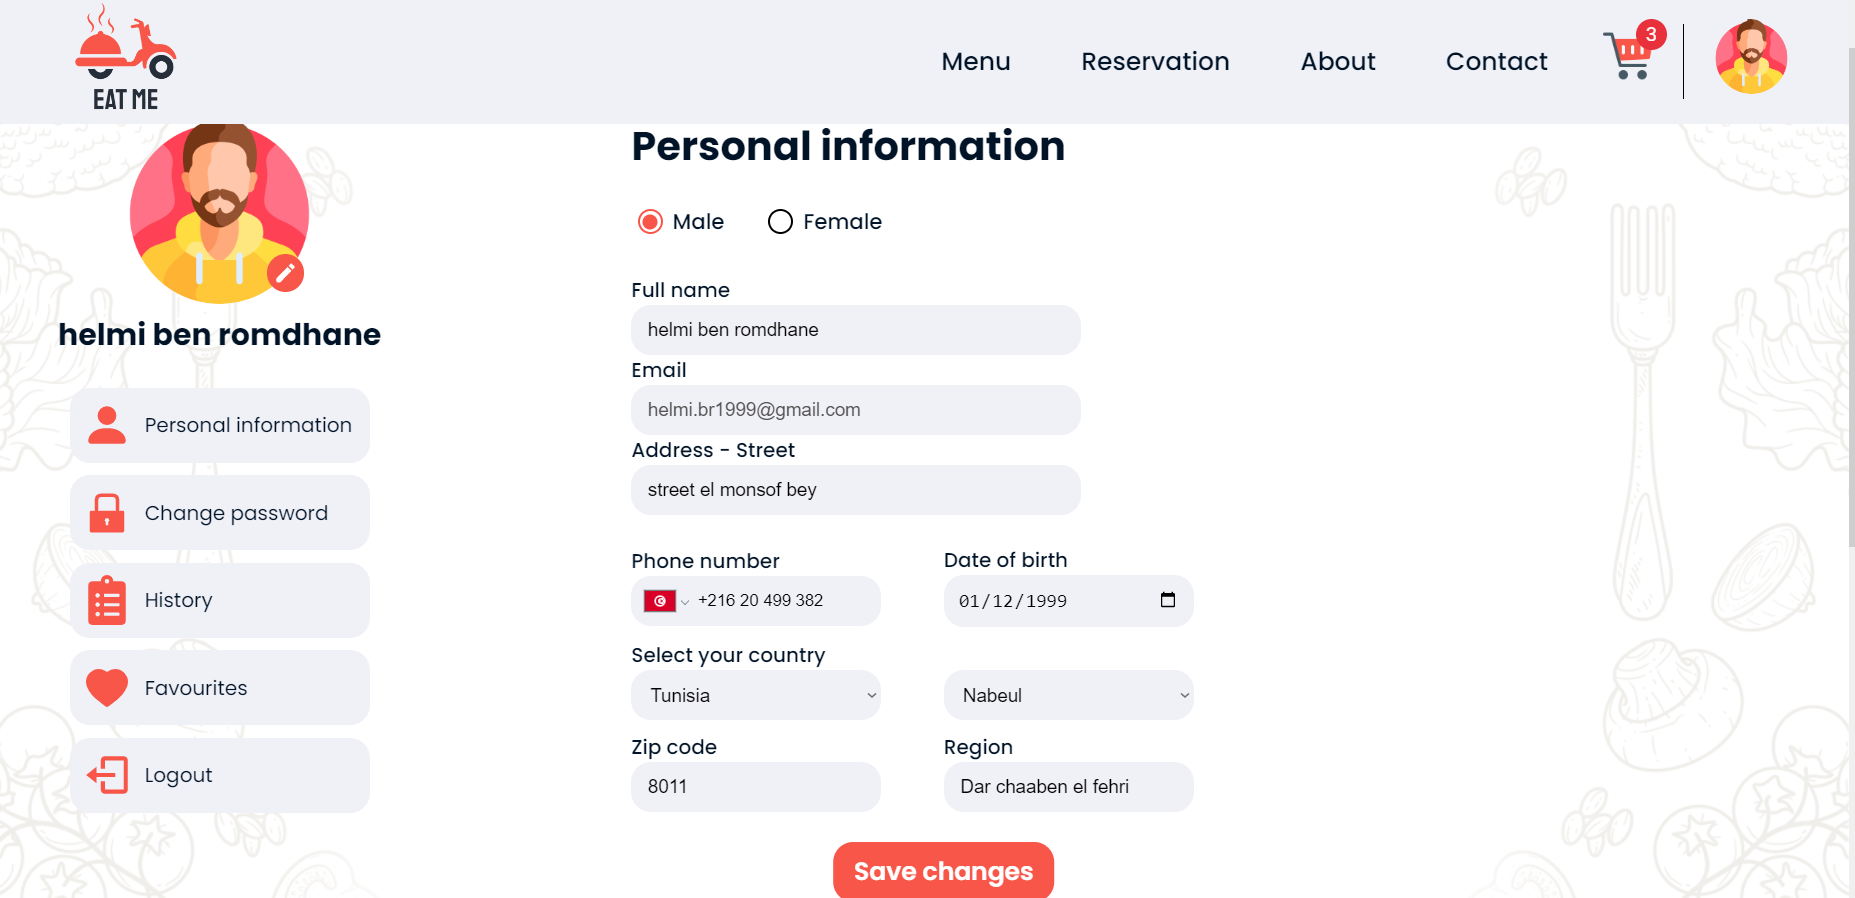 EAT ME
Menu
Reservation
About
Contact
3
helmi ben romdhane
Personal information
Change password
History
Favourites
Logout
Personal information
Male
Female
Full name
helmi ben romdhane
Email
helmi.br1999@gmail.com
Address - Street
street el monsof bey
Phone number
+216 20 499 382
Date of birth
01/12/1999
Select your country
Tunisia
Nabeul
Zip code
8011
Region
Dar chaaben el fehri
Save changes